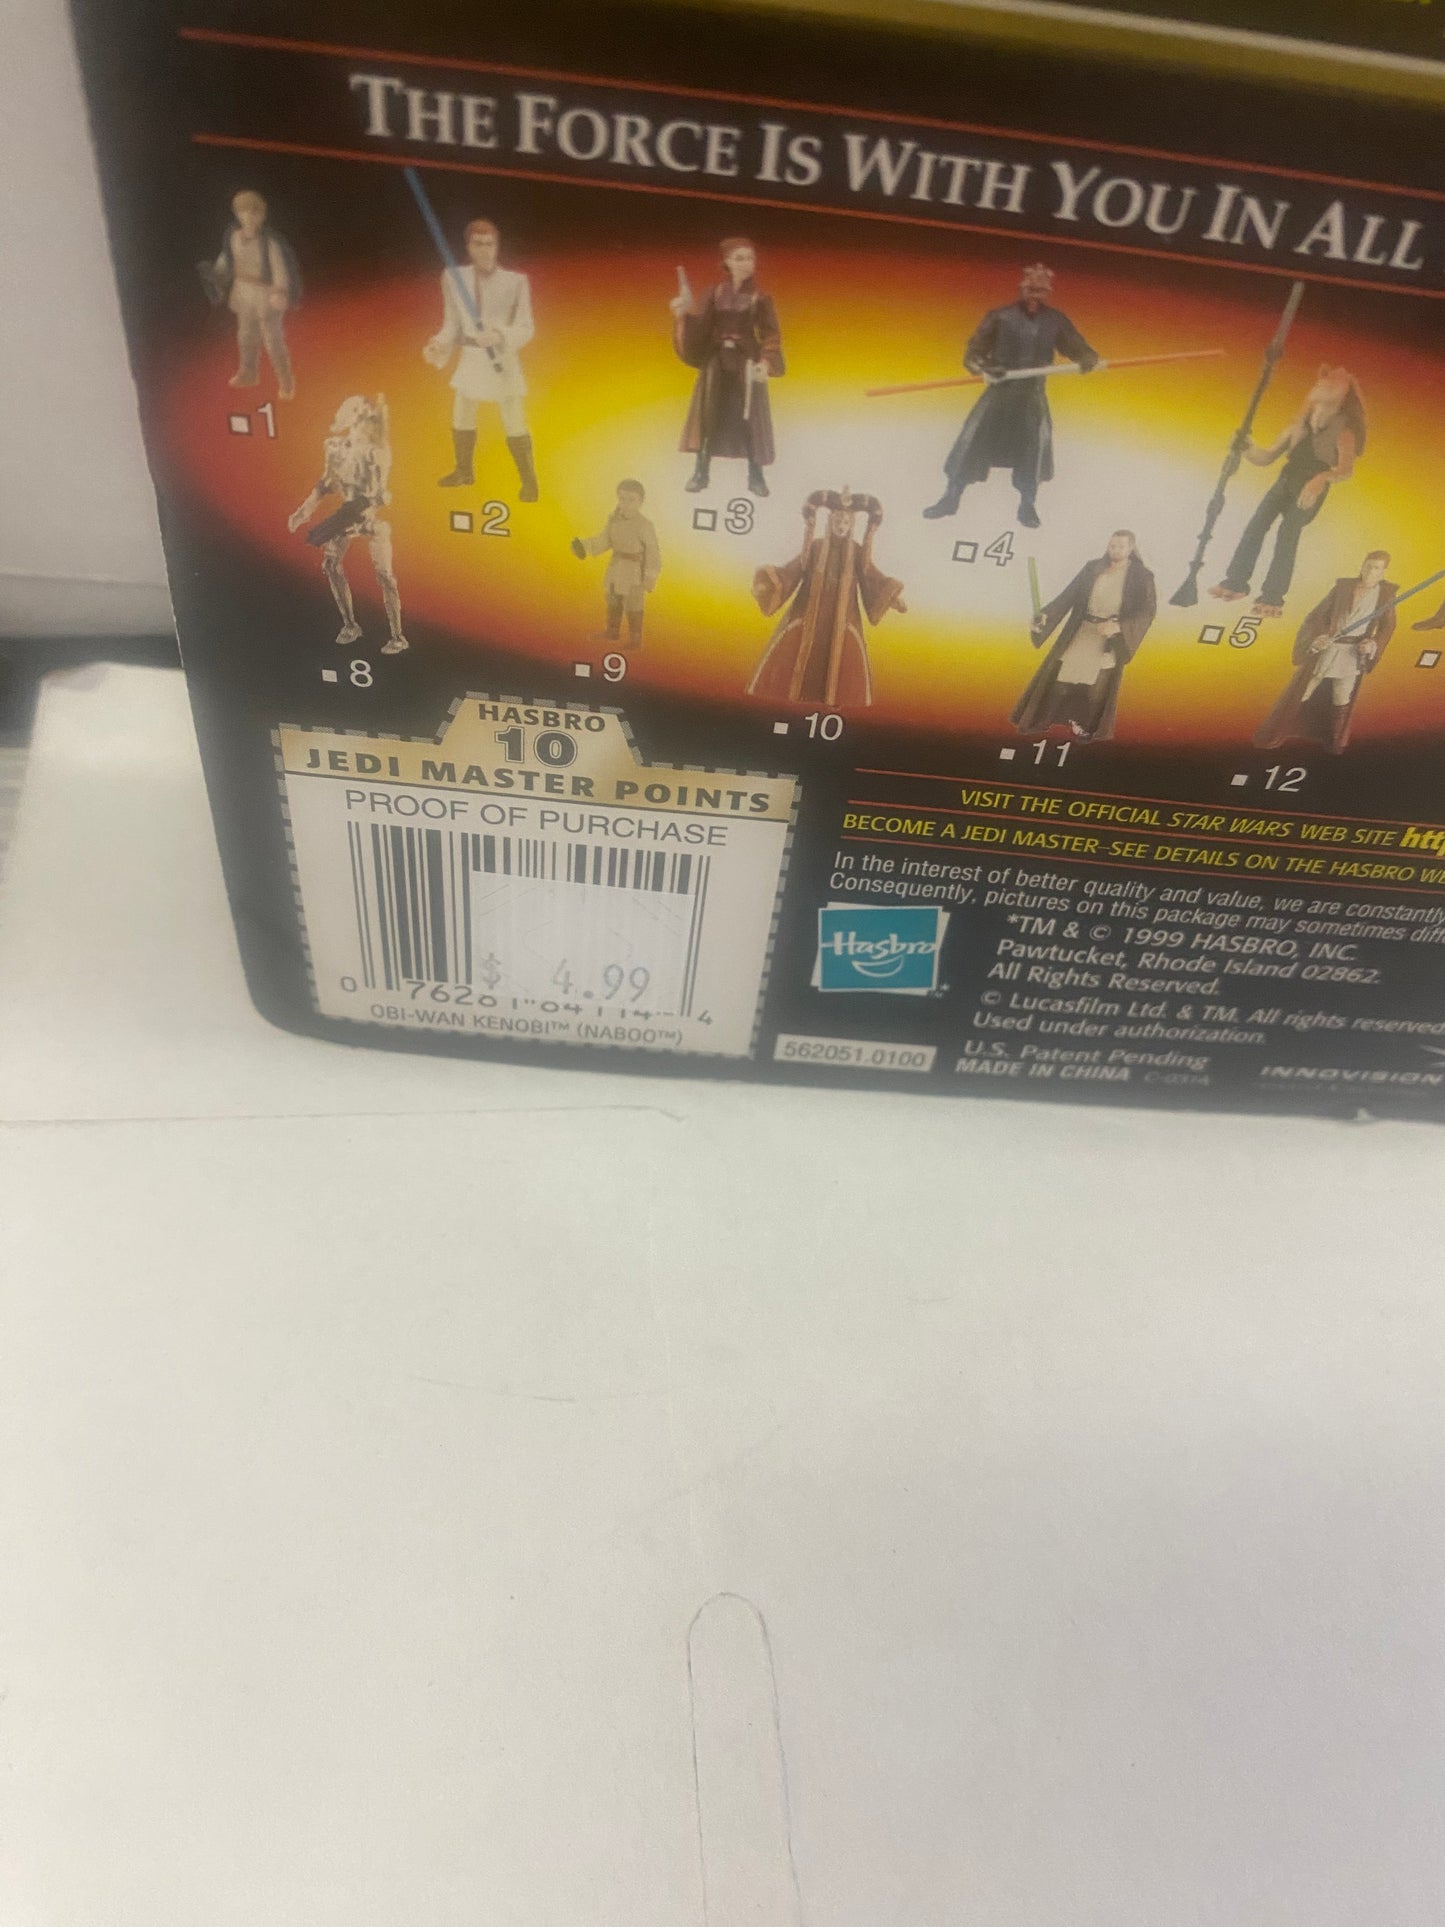 THE FORCE IS WITH YOU IN ALL
1
2
3
4
5
8
9
10
11
12
HASBRO
10
JEDI MASTER POINTS
PROOF OF PURCHASE
$ 4.99
0 76281 04114 4
OBI-WAN KENOBI™ (NABOO™)
VISIT THE OFFICIAL STAR WARS WEB SITE
BECOME A JEDI MASTER–SEE DETAILS ON THE HASBRO
In the interest of better quality and value, we are constantly
Consequently, pictures on this package may sometimes
*TM & © 1999 HASBRO, INC.
Pawtucket, Rhode Island 02862.
All Rights Reserved.
© Lucasfilm Ltd. & TM. All rights reserved
Used under authorization.
Hasbro
562051.0100
U.S. Patent Pending
MADE IN CHINA
INNOVISION